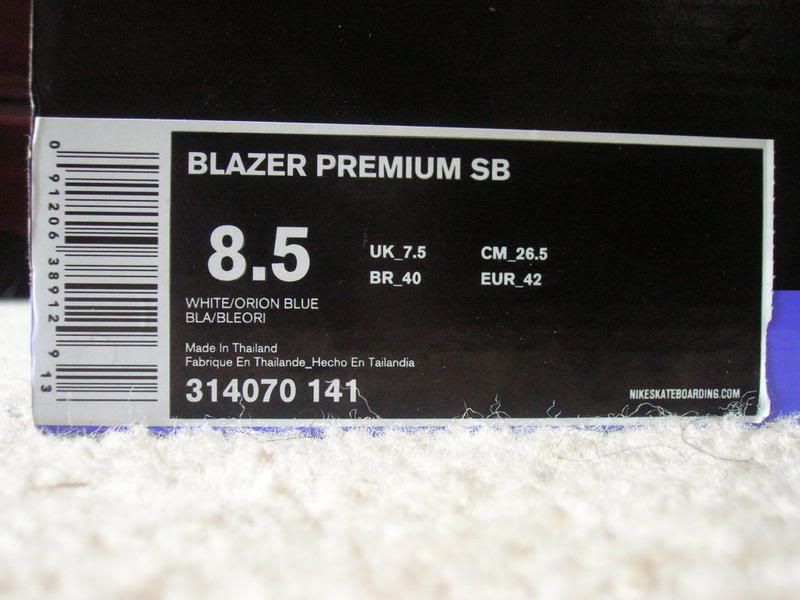 BLAZER PREMIUM SB
8.5
UK_7.5 CM_26.5
BR_40 EUR_42
WHITE/ORION BLUE
BLA/BLEORI
Made In Thailand
Fabrique En Thailande_Hecho En Tailandia
314070 141
NIKESKATEBOARDING.COM
0 91206 38912 9 13